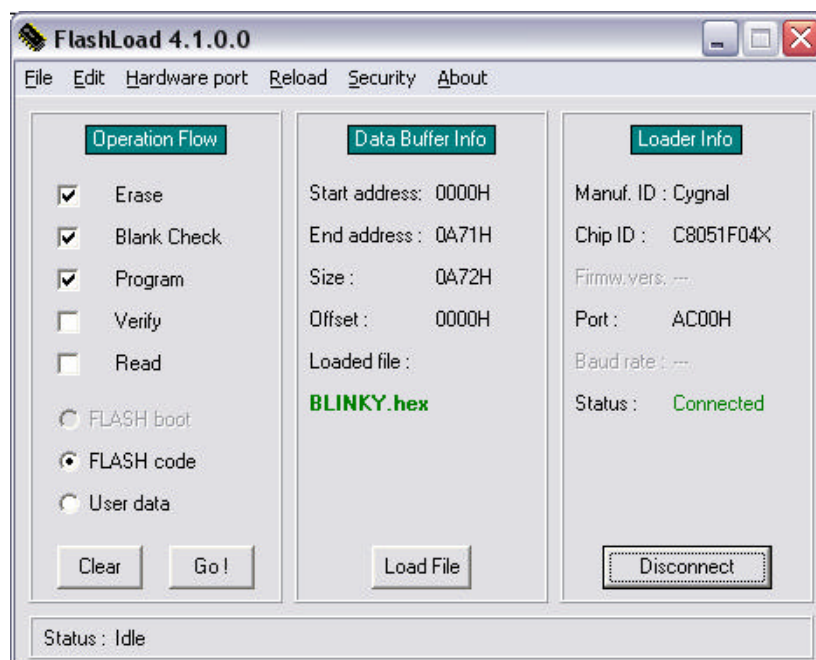 FlashLoad 4.1.0.0
File Edit Hardware port Reload Security About
Operation Flow
Erase
Blank Check
Program
Verify
Read
FLASH boot
FLASH code
User data
Clear Go !
Data Buffer Info
Start address: 0000H
End address : 0A71H
Size : 0A72H
Offset : 0000H
Loaded file :
BLINKY.hex
Load File
Loader Info
Manuf. ID : Cygnal
Chip ID : C8051F04X
Firmw.vers. ---
Port : AC00H
Baud rate : ---
Status : Connected
Disconnect
Status : Idle